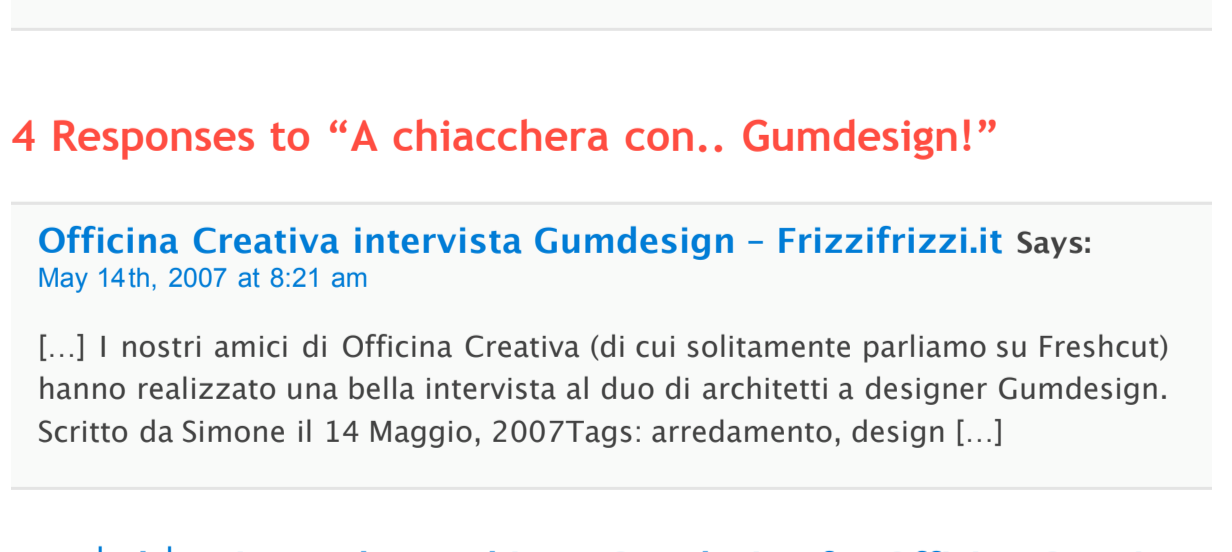 4 Responses to “A chiacchera con.. Gumdesign!”
Officina Creativa intervista Gumdesign – Frizzifrizzi.it Says:
May 14th, 2007 at 8:21 am
[…] I nostri amici di Officina Creativa (di cui solitamente parliamo su Freshcut)
hanno realizzato una bella intervista al duo di architetti a designer Gumdesign.
Scritto da Simone il 14 Maggio, 2007Tags: arredamento, design […]